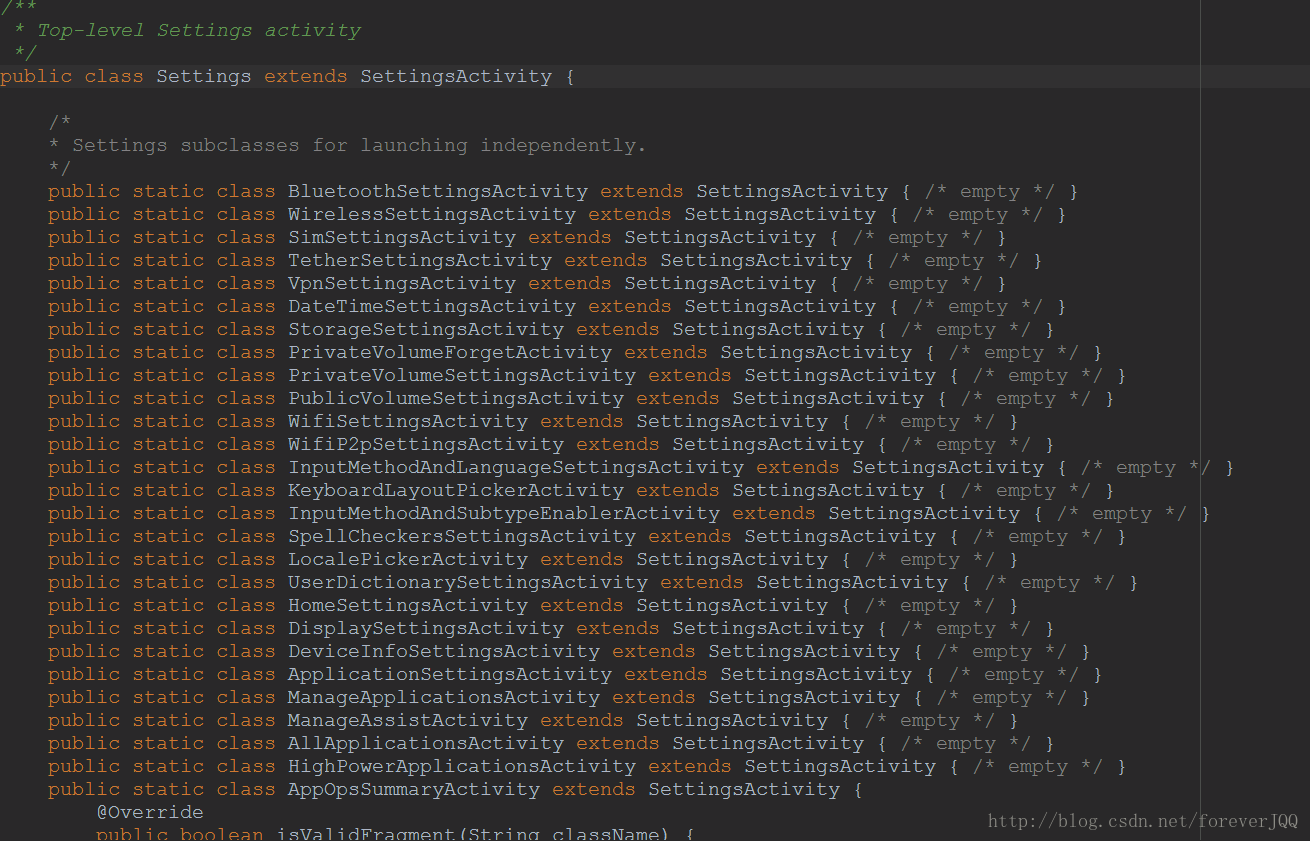 /**
 * Top-level Settings activity
 */
public class Settings extends SettingsActivity {
    /*
    * Settings subclasses for launching independently.
    */
    public static class BluetoothSettingsActivity extends SettingsActivity { /* empty */ }
    public static class WirelessSettingsActivity extends SettingsActivity { /* empty */ }
    public static class SimSettingsActivity extends SettingsActivity { /* empty */ }
    public static class TetherSettingsActivity extends SettingsActivity { /* empty */ }
    public static class VpnSettingsActivity extends SettingsActivity { /* empty */ }
    public static class DateTimeSettingsActivity extends SettingsActivity { /* empty */ }
    public static class StorageSettingsActivity extends SettingsActivity { /* empty */ }
    public static class PrivateVolumeForgetActivity extends SettingsActivity { /* empty */ }
    public static class PrivateVolumeSettingsActivity extends SettingsActivity { /* empty */ }
    public static class PublicVolumeSettingsActivity extends SettingsActivity { /* empty */ }
    public static class WifiSettingsActivity extends SettingsActivity { /* empty */ }
    public static class WifiP2pSettingsActivity extends SettingsActivity { /* empty */ }
    public static class InputMethodAndLanguageSettingsActivity extends SettingsActivity { /* empty */ }
    public static class KeyboardLayoutPickerActivity extends SettingsActivity { /* empty */ }
    public static class InputMethodAndSubtypeEnablerActivity extends SettingsActivity { /* empty */ }
    public static class SpellCheckersSettingsActivity extends SettingsActivity { /* empty */ }
    public static class LocalePickerActivity extends SettingsActivity { /* empty */ }
    public static class UserDictionarySettingsActivity extends SettingsActivity { /* empty */ }
    public static class HomeSettingsActivity extends SettingsActivity { /* empty */ }
    public static class DisplaySettingsActivity extends SettingsActivity { /* empty */ }
    public static class DeviceInfoSettingsActivity extends SettingsActivity { /* empty */ }
    public static class ApplicationSettingsActivity extends SettingsActivity { /* empty */ }
    public static class ManageApplicationsActivity extends SettingsActivity { /* empty */ }
    public static class ManageAssistActivity extends SettingsActivity { /* empty */ }
    public static class AllApplicationsActivity extends SettingsActivity { /* empty */ }
    public static class HighPowerApplicationsActivity extends SettingsActivity { /* empty */ }
    public static class AppOpsSummaryActivity extends SettingsActivity {
        @Override
        public boolean isValidFragment(String className) {
http://blog.csdn.net/foreverJQQ